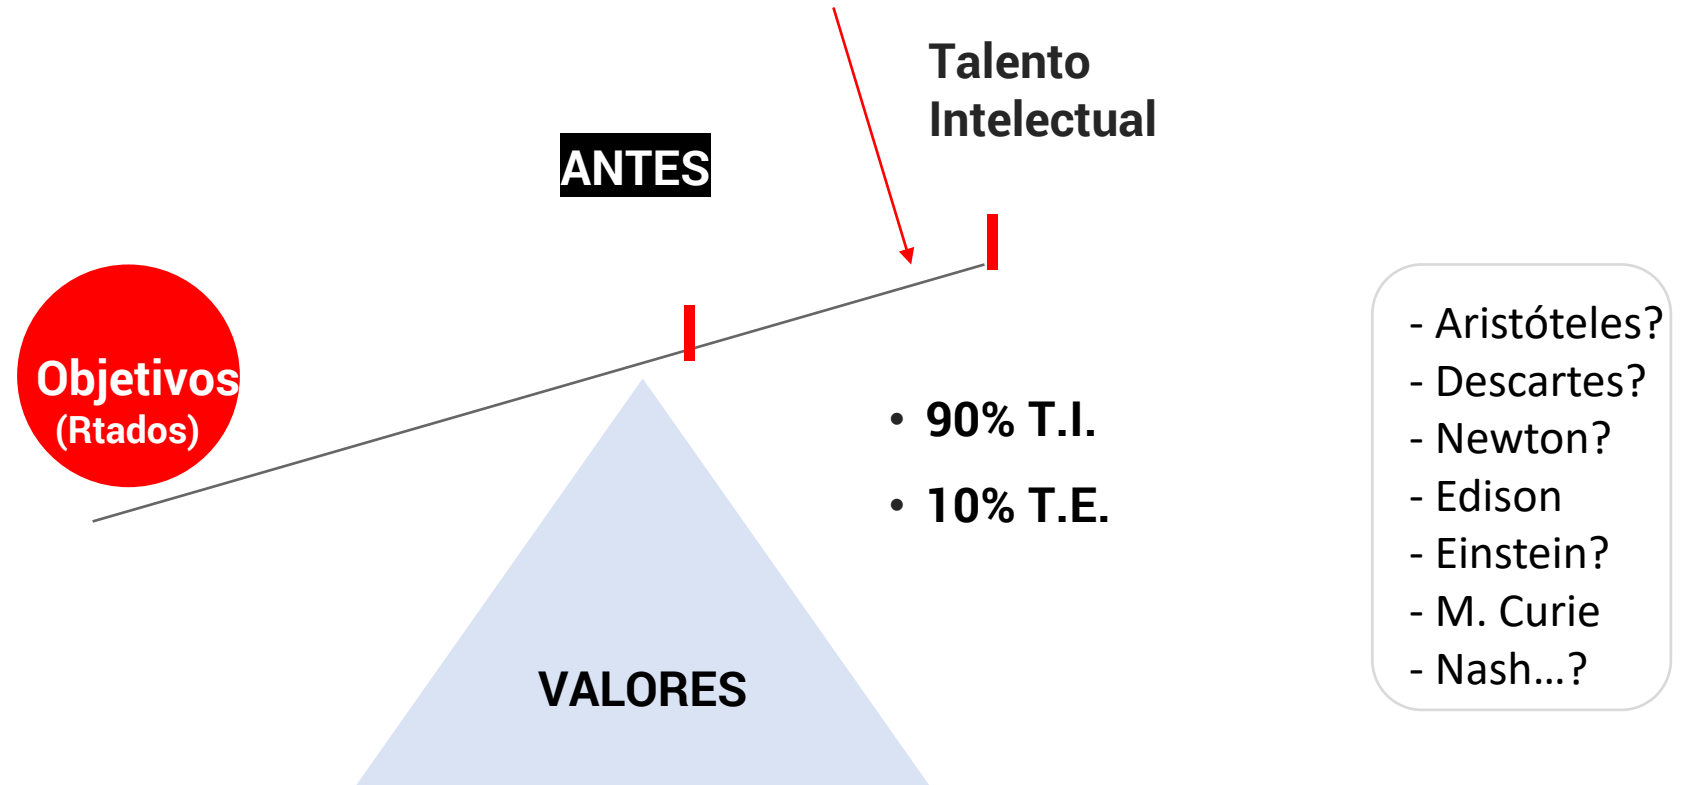 Talento
Intelectual
ANTES
Objetivos
(Rtados)
• 90% T.I.
• 10% T.E.
VALORES
- Aristóteles?
- Descartes?
- Newton?
- Edison
- Einstein?
- M. Curie
- Nash...?